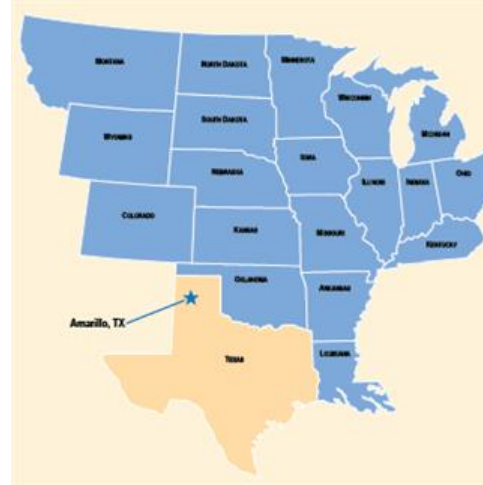 MONTANA
NORTH DAKOTA
MINNESOTA
WISCONSIN
MICHIGAN
WYOMING
SOUTH DAKOTA
IOWA
NEBRASKA
ILLINOIS
INDIANA
OHIO
COLORADO
KANSAS
MISSOURI
KENTUCKY
OKLAHOMA
ARKANSAS
Amarillo, TX
TEXAS
LOUISIANA